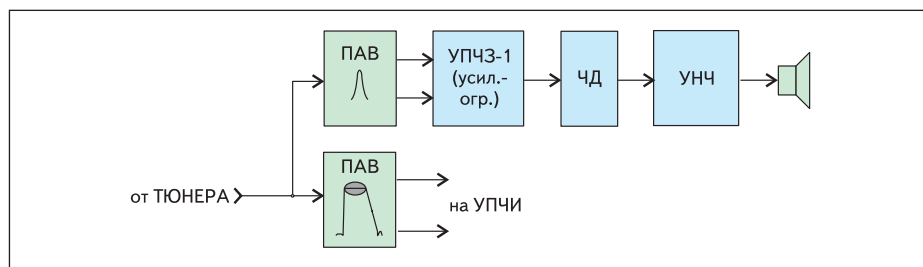 ПАВ
УПЧЗ-1
(усил.-
огр.)
ЧД
УНЧ
ПАВ
от ТЮНЕРА
на УПЧИ